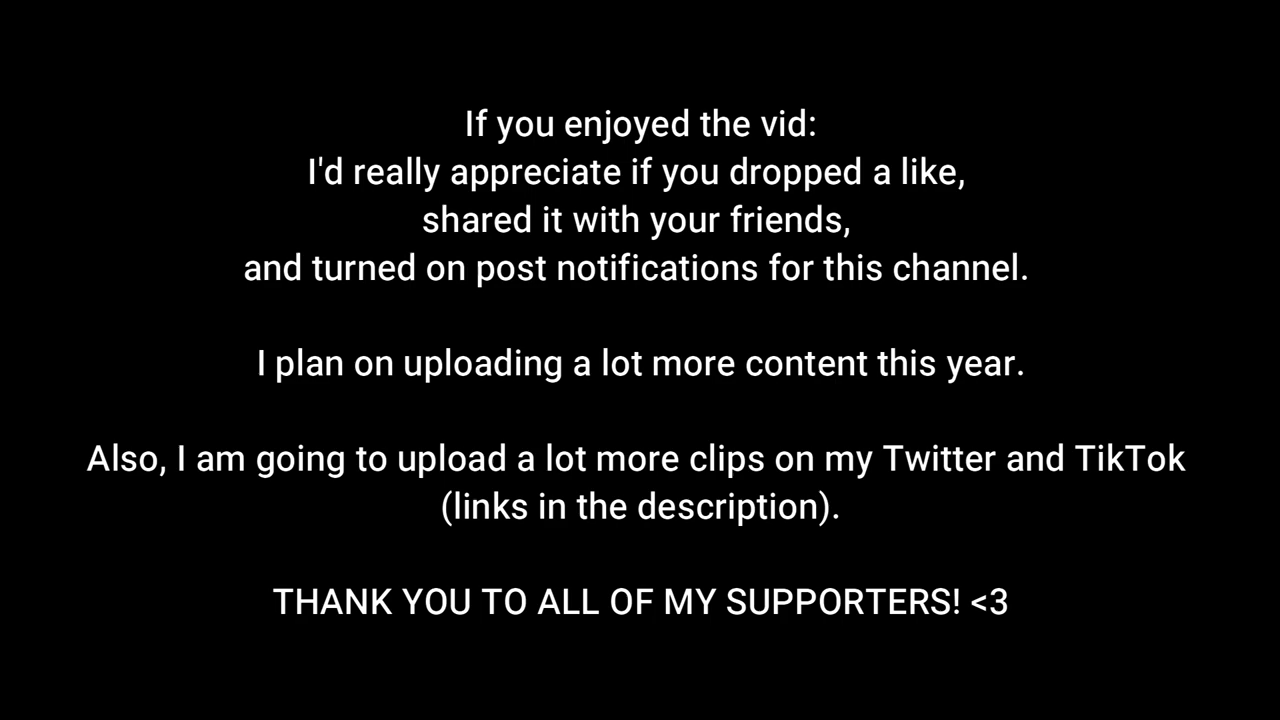 If you enjoyed the vid:
I'd really appreciate if you dropped a like,
shared it with your friends,
and turned on post notifications for this channel.
I plan on uploading a lot more content this year.
Also, I am going to upload a lot more clips on my Twitter and TikTok
(links in the description).
THANK YOU TO ALL OF MY SUPPORTERS! <3